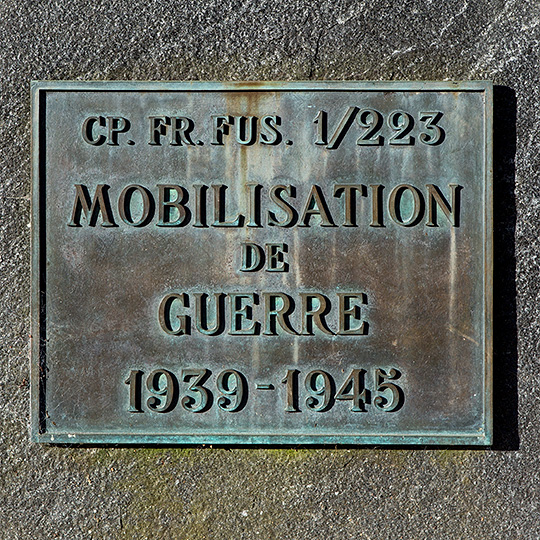 CP. FR. FUS. 1/223
MOBILISATION
DE
GUERRE
1939-1945